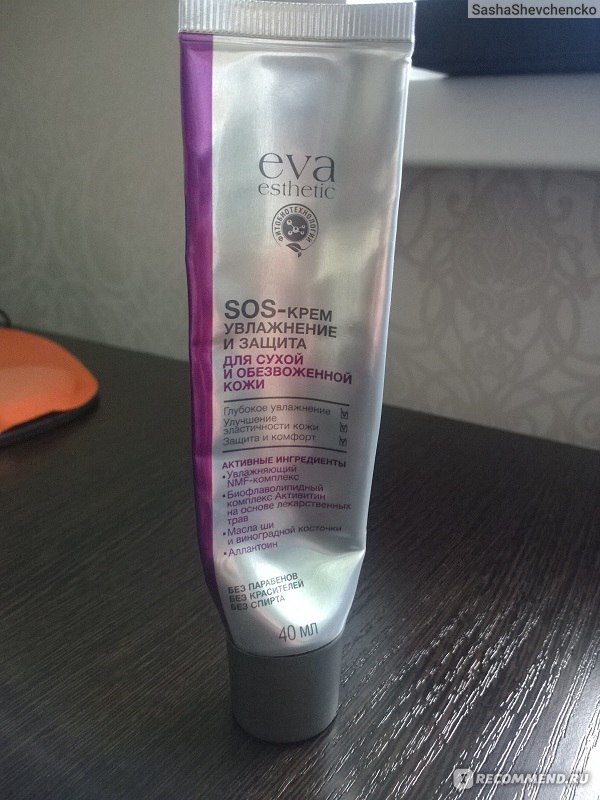 SashaShevchencko
eva
esthetic
ФИТОБИОТЕХНОЛОГИИ
SOS-КРЕМ
УВЛАЖНЕНИЕ
И ЗАЩИТА
ДЛЯ СУХОЙ
И ОБЕЗВОЖЕННОЙ
КОЖИ
Глубокое увлажнение
Улучшение
эластичности кожи
Защита и комфорт
АКТИВНЫЕ ИНГРЕДИЕНТЫ
•Увлажняющий
NMF-комплекс
•Биофлаволипидный
комплекс Активитин
на основе лекарственных
трав
•Масла ши
и виноградной косточки
•Аллантоин
БЕЗ ПАРАБЕНОВ
БЕЗ КРАСИТЕЛЕЙ
БЕЗ СПИРТА
40 МЛ
RECOMMEND.RU